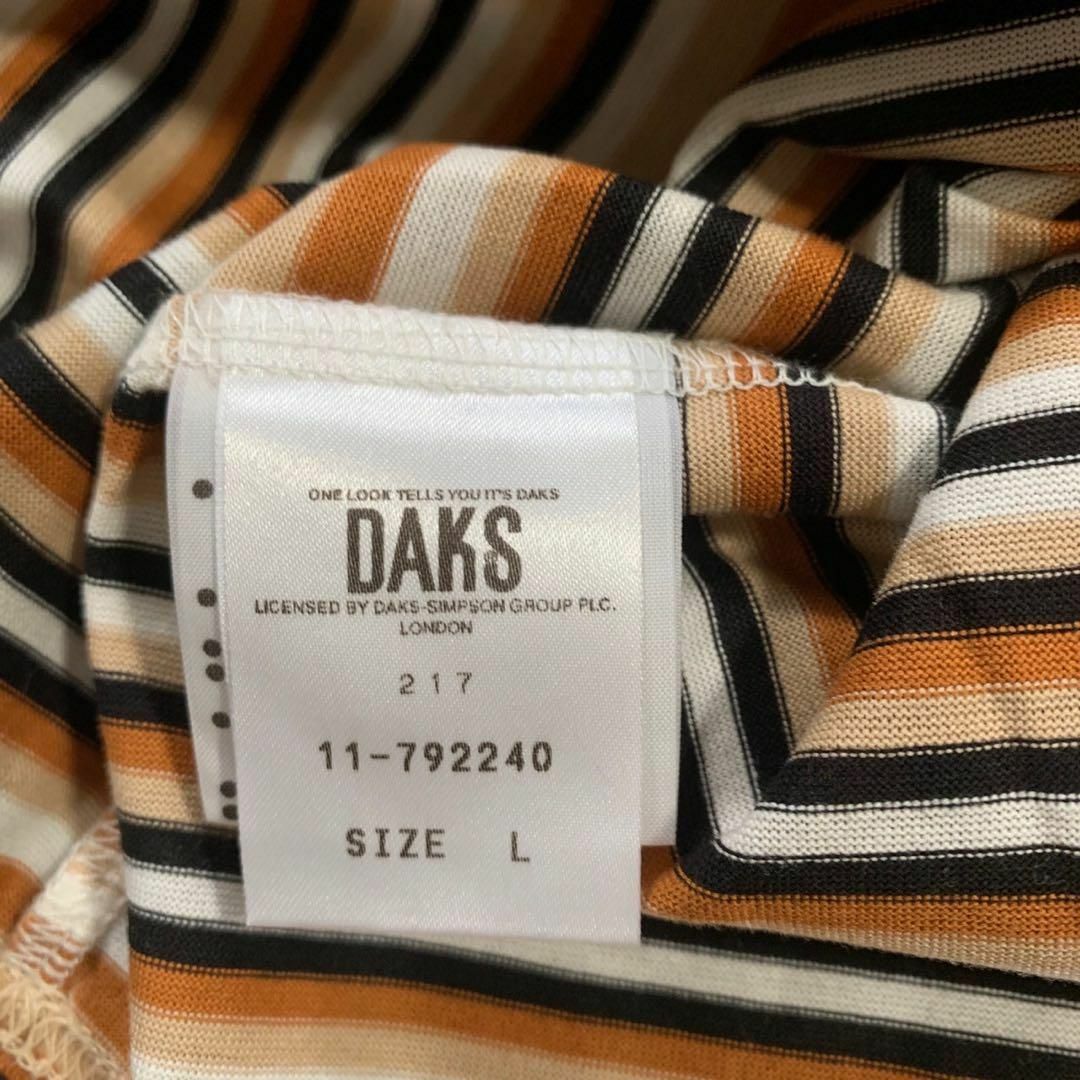 ONE LOOK TELLS YOU IT'S DAKS
DAKS
LICENSED BY DAKS-SIMPSON GROUP PLC.
LONDON
217
11-792240
SIZE L